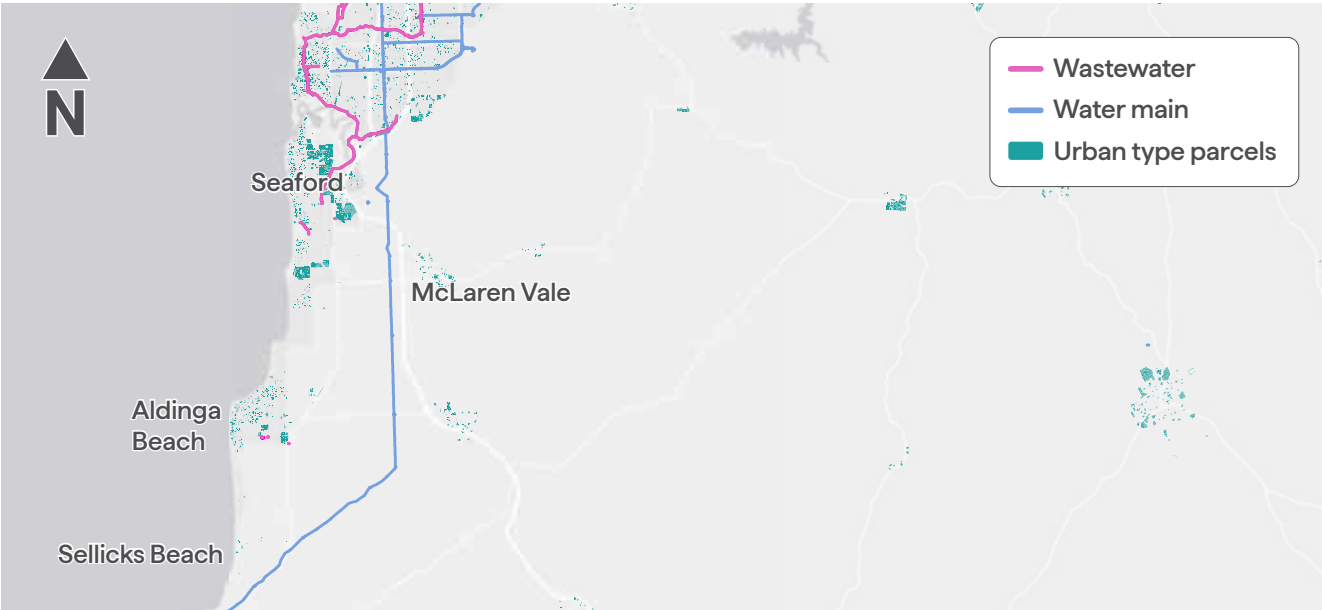 N
Wastewater
Water main
Urban type parcels
Seaford
McLaren Vale
Aldinga
Beach
Sellicks Beach